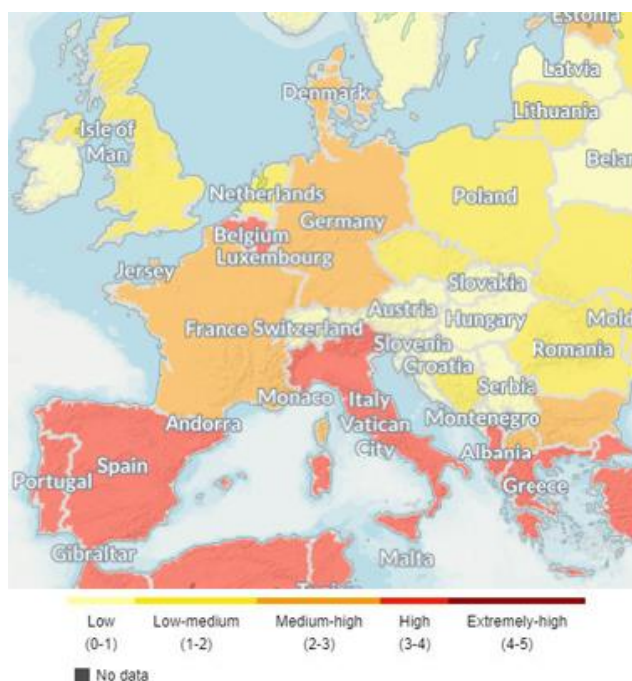 Estonia
Latvia
Denmark
Lithuania
Isle of
Man
Belar
Netherlands
Poland
Germany
Belgium
Luxembourg
Jersey
Slovakia
Austria
Hungary
France Switzerland
Mold
Slovenia
Romania
Croatia
Serbia
Monaco
Italy
Andorra
Vatican
City
Montenegro
Albania
Spain
Portugal
Greece
Gibraltar
Malta
Low
(0-1)
Low-medium
(1-2)
Medium-high
(2-3)
High
(3-4)
Extremely-high
(4-5)
No data